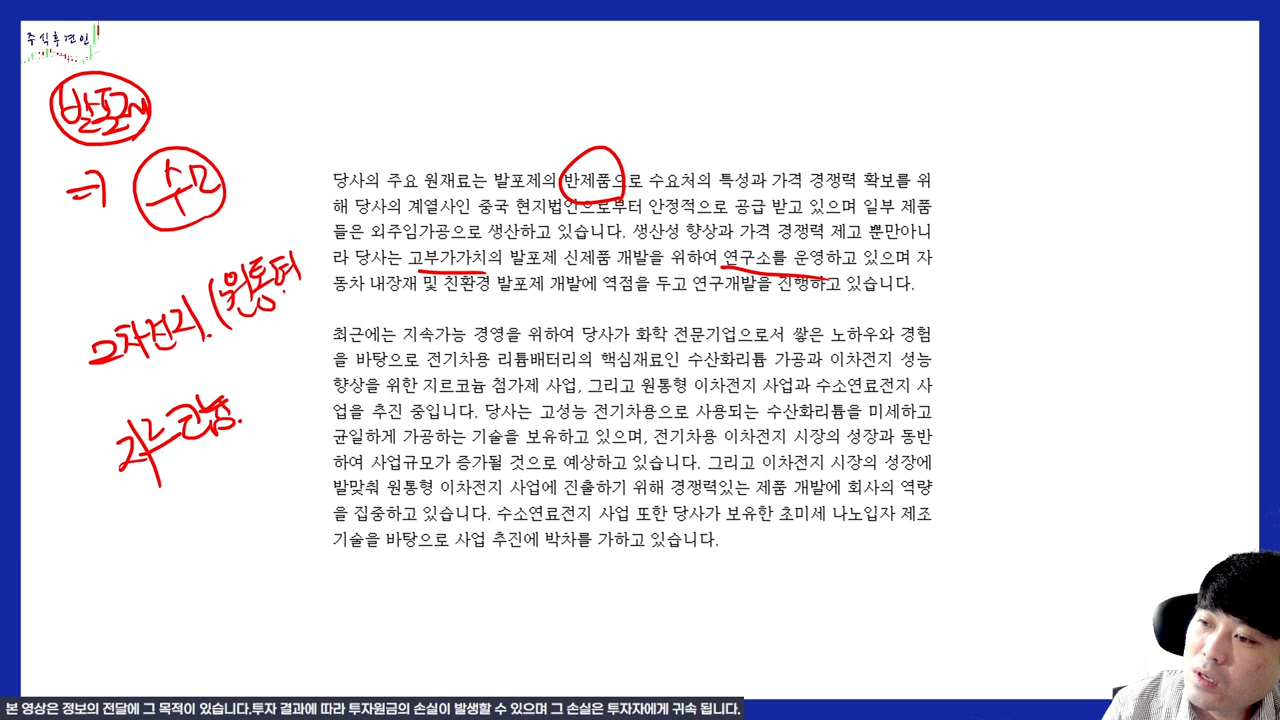 주식후견인
발포제
⇒ 수모
2차전지.(원통형
지르코늄.
당사의 주요 원재료는 발포제의 반제품으로 수요처의 특성과 가격 경쟁력 확보를 위
해 당사의 계열사인 중국 현지법인으로부터 안정적으로 공급 받고 있으며 일부 제품
들은 외주임가공으로 생산하고 있습니다. 생산성 향상과 가격 경쟁력 제고 뿐만아니
라 당사는 고부가가치의 발포제 신제품 개발을 위하여 연구소를 운영하고 있으며 자
동차 내장재 및 친환경 발포제 개발에 역점을 두고 연구개발을 진행하고 있습니다.
최근에는 지속가능 경영을 위하여 당사가 화학 전문기업으로서 쌓은 노하우와 경험
을 바탕으로 전기차용 리튬배터리의 핵심재료인 수산화리튬 가공과 이차전지 성능
향상을 위한 지르코늄 첨가제 사업, 그리고 원통형 이차전지 사업과 수소연료전지 사
업을 추진 중입니다. 당사는 고성능 전기차용으로 사용되는 수산화리튬을 미세하고
균일하게 가공하는 기술을 보유하고 있으며, 전기차용 이차전지 시장의 성장과 동반
하여 사업규모가 증가될 것으로 예상하고 있습니다. 그리고 이차전지 시장의 성장에
발맞춰 원통형 이차전지 사업에 진출하기 위해 경쟁력있는 제품 개발에 회사의 역량
을 집중하고 있습니다. 수소연료전지 사업 또한 당사가 보유한 초미세 나노입자 제조
기술을 바탕으로 사업 추진에 박차를 가하고 있습니다.
본 영상은 정보의 전달에 그 목적이 있습니다.투자 결과에 따라 투자원금의 손실이 발생할 수 있으며 그 손실은 투자자에게 귀속 됩니다.